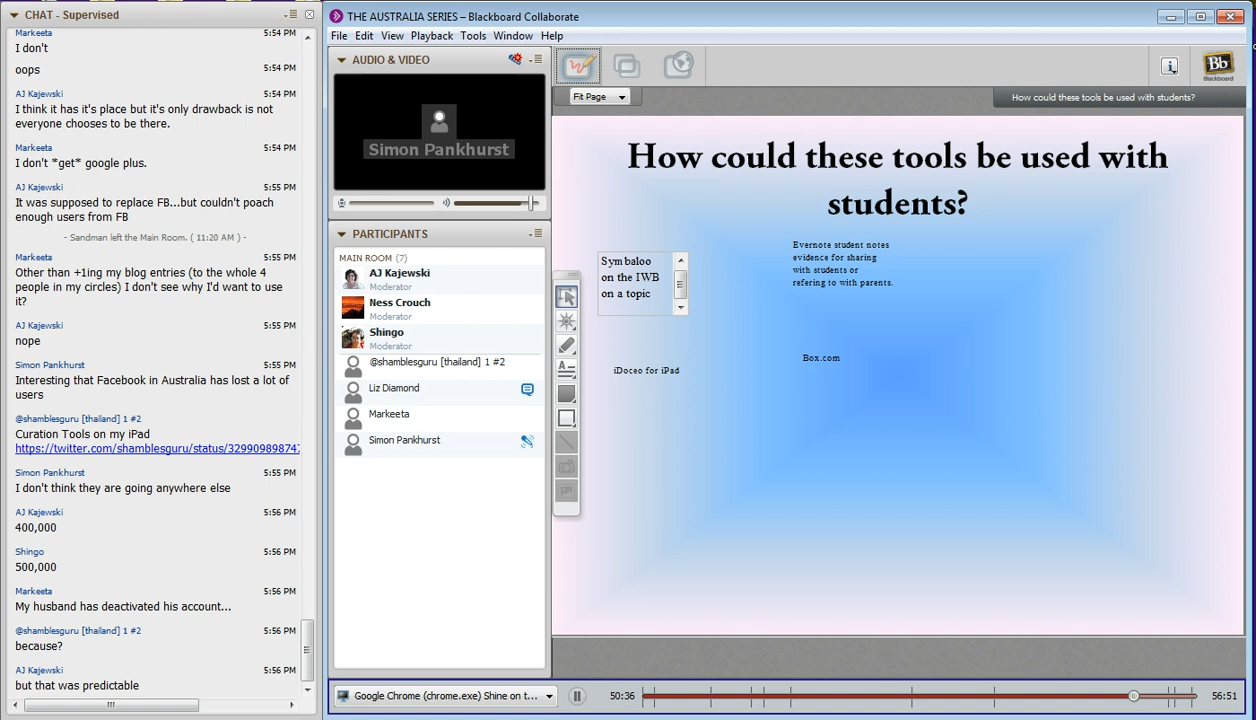 CHAT - Supervised
Markeeta 5:54 PM
I don't
oops 5:54 PM
AJ Kajewski 5:54 PM
I think it has it's place but it's only drawback is not
everyone chooses to be there.
Markeeta 5:54 PM
I don't *get* google plus.
AJ Kajewski 5:55 PM
It was supposed to replace FB...but couldn't poach
enough users from FB
- Sandman left the Main Room. ( 11:20 AM ) -
Markeeta 5:55 PM
Other than +1ing my blog entries (to the whole 4
people in my circles) I don't see why I'd want to use
it?
AJ Kajewski 5:55 PM
nope
Simon Pankhurst 5:55 PM
Interesting that Facebook in Australia has lost a lot of
users
@shamblesguru [thailand] 1 #2 5:55 PM
Curation Tools on my iPad
https://twitter.com/shamblesguru/status/32990989874
Simon Pankhurst 5:55 PM
I don't think they are going anywhere else
AJ Kajewski 5:56 PM
400,000
Shingo 5:56 PM
500,000
Markeeta 5:56 PM
My husband has deactivated his account...
@shamblesguru [thailand] 1 #2 5:56 PM
because?
AJ Kajewski 5:56 PM
but that was predictable
THE AUSTRALIA SERIES – Blackboard Collaborate
File Edit View Playback Tools Window Help
AUDIO & VIDEO
Simon Pankhurst
PARTICIPANTS
MAIN ROOM (7)
AJ Kajewski
Moderator
Ness Crouch
Moderator
Shingo
Moderator
@shamblesguru [thailand] 1 #2
Liz Diamond
Markeeta
Simon Pankhurst
Bb
Blackboard
Fit Page
How could these tools be used with students?
How could these tools be used with
students?
Symbaloo
on the IWB
on a topic
Evernote student notes
evidence for sharing
with students or
refering to with parents.
Box.com
iDoceo for iPad
Google Chrome (chrome.exe) Shine on t...
50:36
56:51